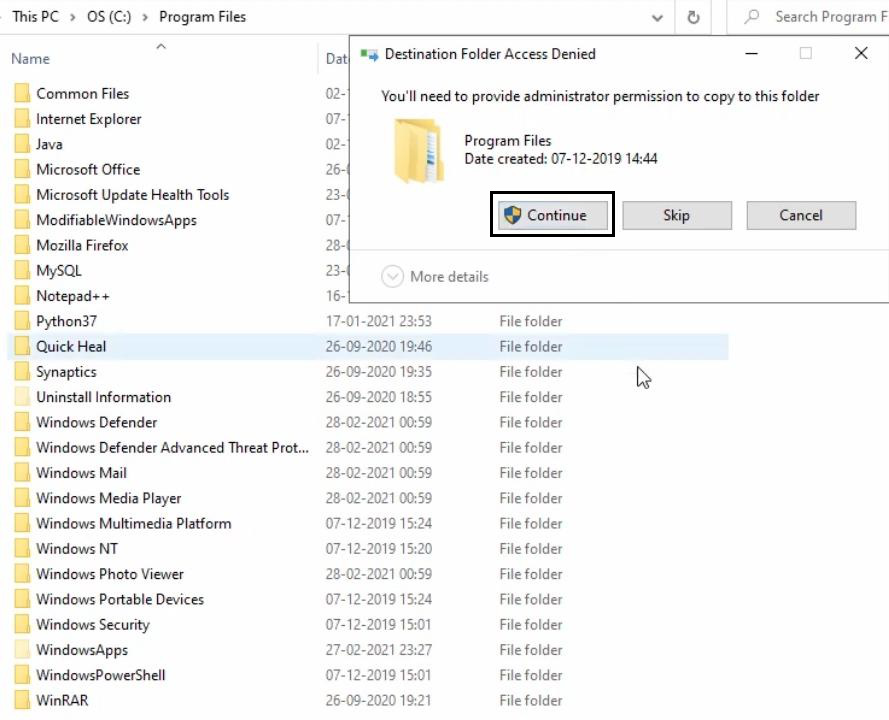 This PC > OS (C:) > Program Files
Search Program F
Name
Dat
Destination Folder Access Denied
You'll need to provide administrator permission to copy to this folder
Program Files
Date created: 07-12-2019 14:44
Continue Skip Cancel
More details
Common Files 02-1
Internet Explorer 07-1
Java 02-1
Microsoft Office 26-0
Microsoft Update Health Tools 23-0
ModifiableWindowsApps 07-1
Mozilla Firefox 28-0
MySQL 23-0
Notepad++ 16-1
Python37 17-01-2021 23:53 File folder
Quick Heal 26-09-2020 19:46 File folder
Synaptics 26-09-2020 19:35 File folder
Uninstall Information 26-09-2020 18:55 File folder
Windows Defender 28-02-2021 00:59 File folder
Windows Defender Advanced Threat Prot... 28-02-2021 00:59 File folder
Windows Mail 28-02-2021 00:59 File folder
Windows Media Player 28-02-2021 00:59 File folder
Windows Multimedia Platform 07-12-2019 15:24 File folder
Windows NT 07-12-2019 15:20 File folder
Windows Photo Viewer 28-02-2021 00:59 File folder
Windows Portable Devices 07-12-2019 15:24 File folder
Windows Security 07-12-2019 15:01 File folder
WindowsApps 27-02-2021 23:27 File folder
WindowsPowerShell 07-12-2019 15:01 File folder
WinRAR 26-09-2020 19:21 File folder